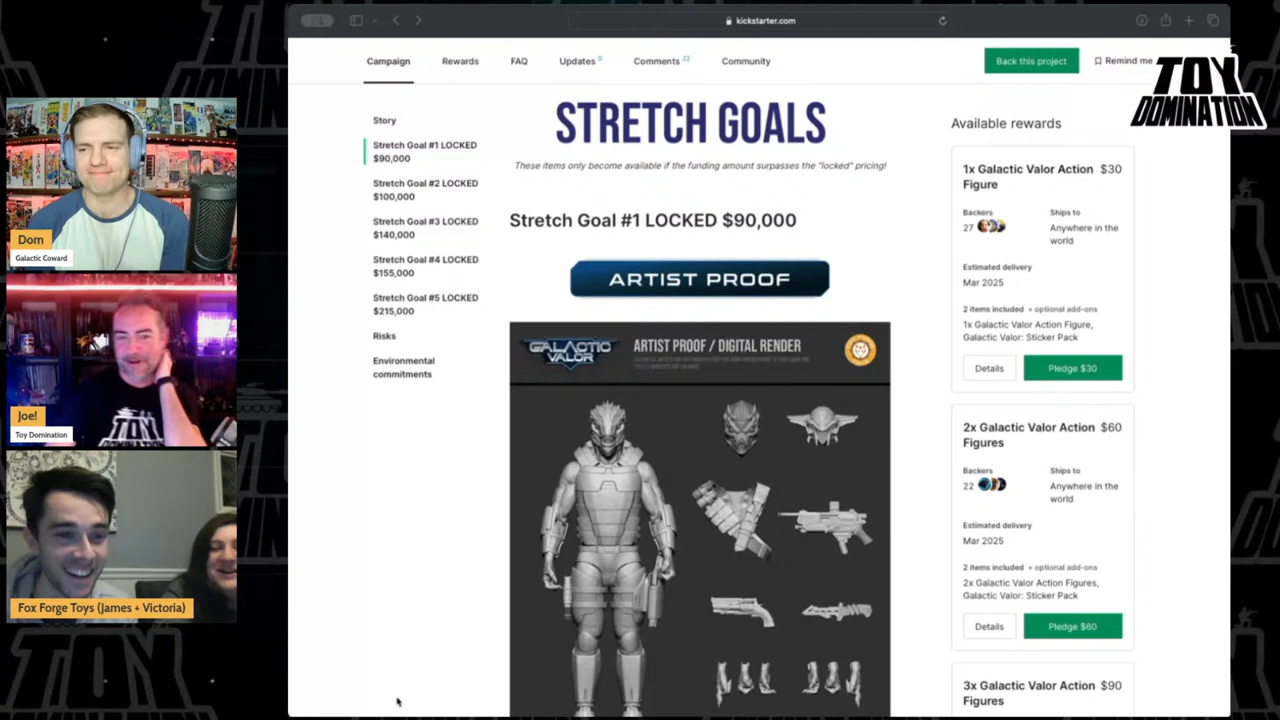 kickstarter.com
Campaign
Rewards
FAQ
Updates 0
Comments 22
Community
Back this project
Remind me
TOY
DOMINATION
Dom
Galactic Coward
Joe!
Toy Domination
Fox Forge Toys (James + Victoria)
Story
Stretch Goal #1 LOCKED
$90,000
Stretch Goal #2 LOCKED
$100,000
Stretch Goal #3 LOCKED
$140,000
Stretch Goal #4 LOCKED
$155,000
Stretch Goal #5 LOCKED
$215,000
Risks
Environmental
commitments
STRETCH GOALS
These items only become available if the funding amount surpasses the "locked" pricing!
Stretch Goal #1 LOCKED $90,000
ARTIST PROOF
GALACTIC
VALOR
ARTIST PROOF / DIGITAL RENDER
Available rewards
1x Galactic Valor Action $30
Figure
Backers
27
Ships to
Anywhere in the
world
Estimated delivery
Mar 2025
2 items included + optional add-ons
1x Galactic Valor Action Figure,
Galactic Valor: Sticker Pack
Details
Pledge $30
2x Galactic Valor Action $60
Figures
Backers
22
Ships to
Anywhere in the
world
Estimated delivery
Mar 2025
2 items included + optional add-ons
2x Galactic Valor Action Figures,
Galactic Valor: Sticker Pack
Details
Pledge $60
3x Galactic Valor Action $90
Figures